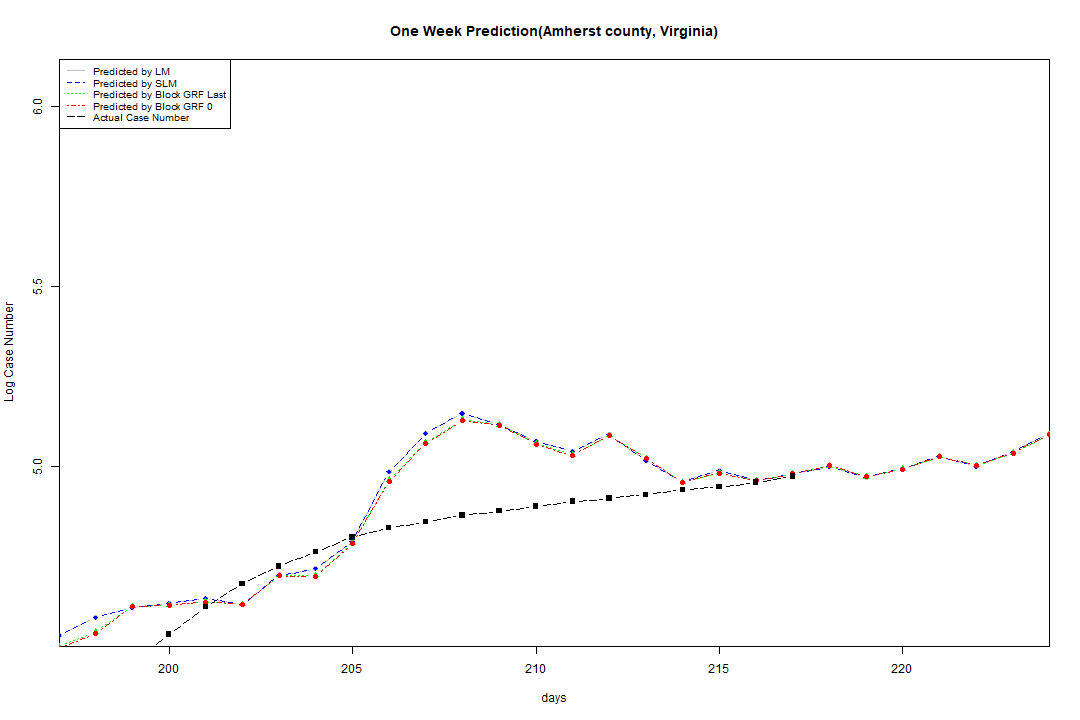 One Week Prediction(Amherst county, Virginia)
Predicted by LM
Predicted by SLM
Predicted by Block GRF Last
Predicted by Block GRF 0
Actual Case Number
6.0
5.5
5.0
Log Case Number
200
205
210
215
220
days